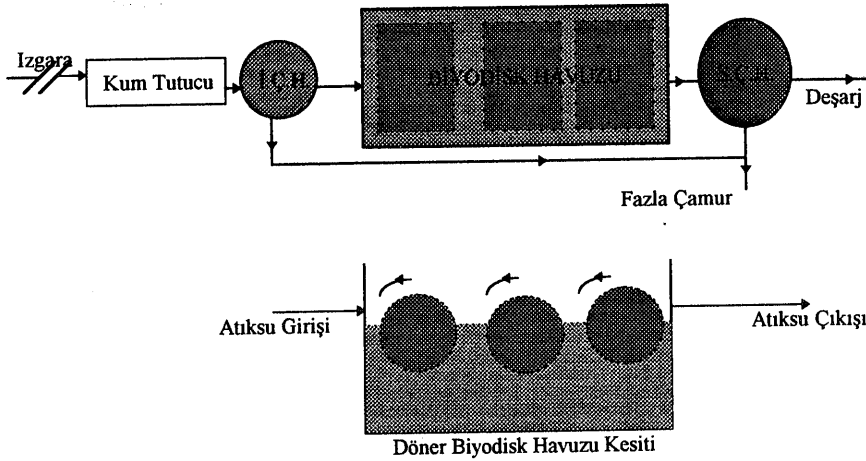 Izgara
Kum Tutucu
İ.Ç.H.
BİYODİSK HAVUZU
S.Ç.H.
Deşarj
Fazla Çamur
Atıksu Girişi
Atıksu Çıkışı
Döner Biyodisk Havuzu Kesiti